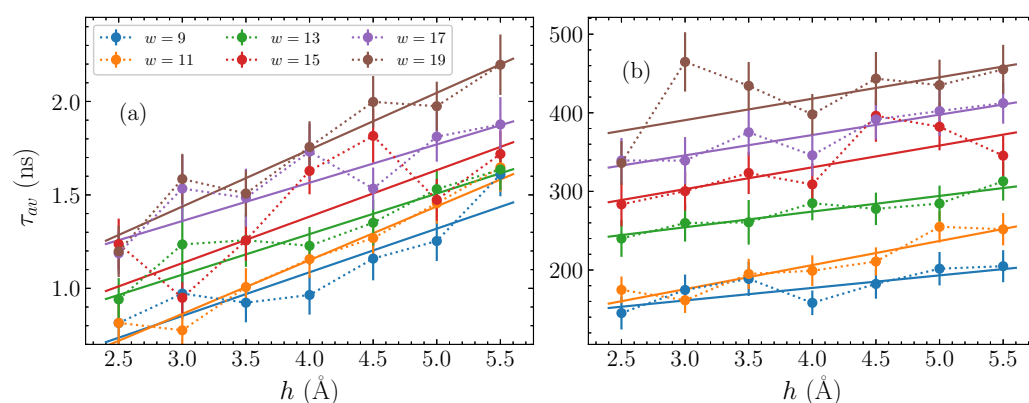 w = 9 w = 13 w = 17
w = 11 w = 15 w = 19
(a)
2.0
1.5
1.0
τav (ns)
2.5 3.0 3.5 4.0 4.5 5.0 5.5
h (Å)
(b)
500
400
300
200
2.5 3.0 3.5 4.0 4.5 5.0 5.5
h (Å)